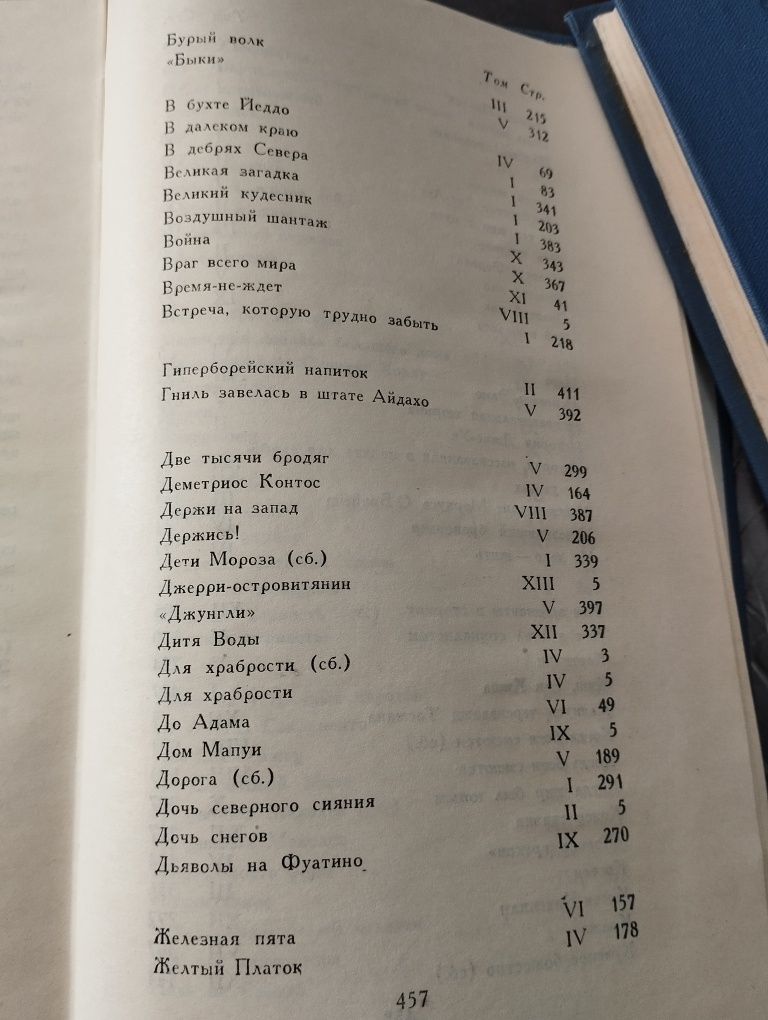 Том Стр.
Бурый волк III 215
«Быки» V 312
В бухте Йеддо IV 69
В далеком краю I 83
В дебрях Севера I 341
Великая загадка I 203
Великий кудесник I 383
Воздушный шантаж X 343
Война X 367
Враг всего мира XI 41
Время-не-ждет VIII 5
Встреча, которую трудно забыть I 218
Гиперборейский напиток II 411
Гниль завелась в штате Айдахо V 392
Две тысячи бродяг V 299
Деметриос Контос IV 164
Держи на запад VIII 387
Держись! V 206
Дети Мороза (сб.) I 339
Джерри-островитянин XIII 5
«Джунгли» V 397
Дитя Воды XII 337
Для храбрости (сб.) IV 3
Для храбрости IV 5
До Адама VI 49
Дом Мапуи IX 5
Дорога (сб.) V 189
Дочь северного сияния I 291
Дочь снегов II 5
Дьяволы на Фуатино IX 270
Железная пята VI 157
Желтый Платок IV 178
457